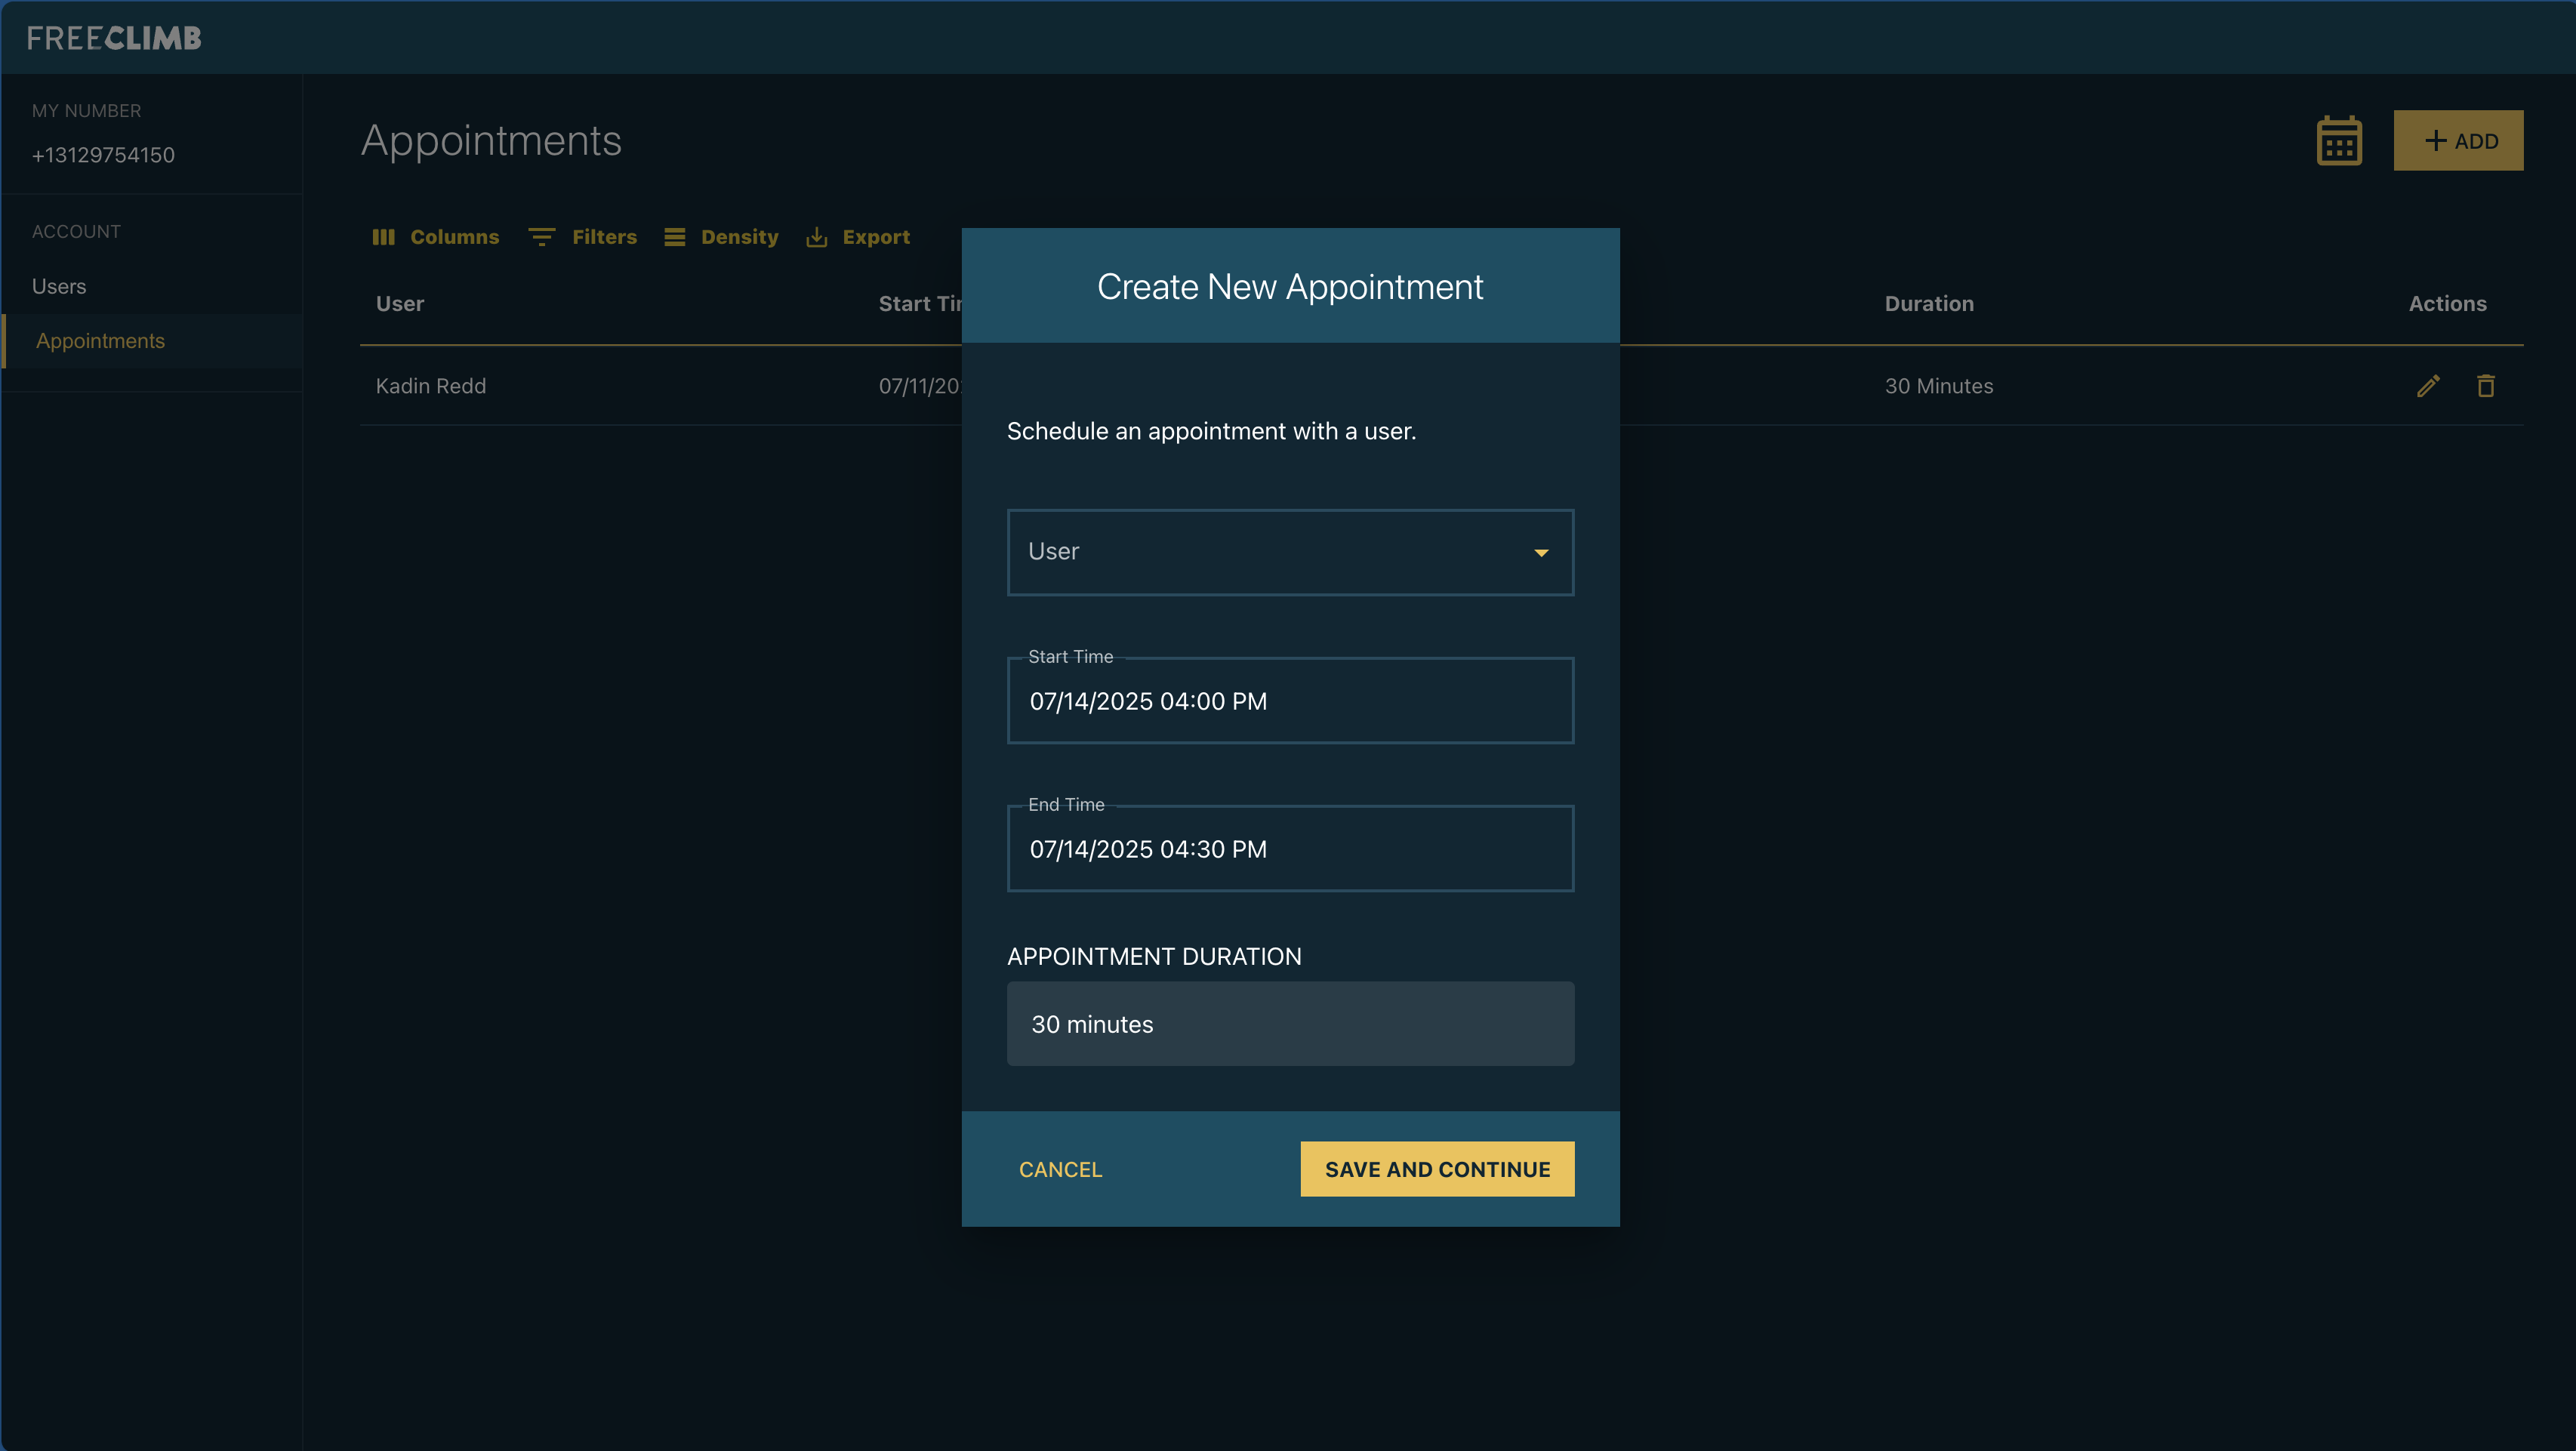 FREECLIMB
MY NUMBER
+13129754150
ACCOUNT
Users
Appointments
Appointments
ADD
Columns Filters Density Export
User Start Duration Actions
Kadin Redd 07/11/20 30 Minutes
Create New Appointment
Schedule an appointment with a user.
User
Start Time
07/14/2025 04:00 PM
End Time
07/14/2025 04:30 PM
APPOINTMENT DURATION
30 minutes
CANCEL SAVE AND CONTINUE